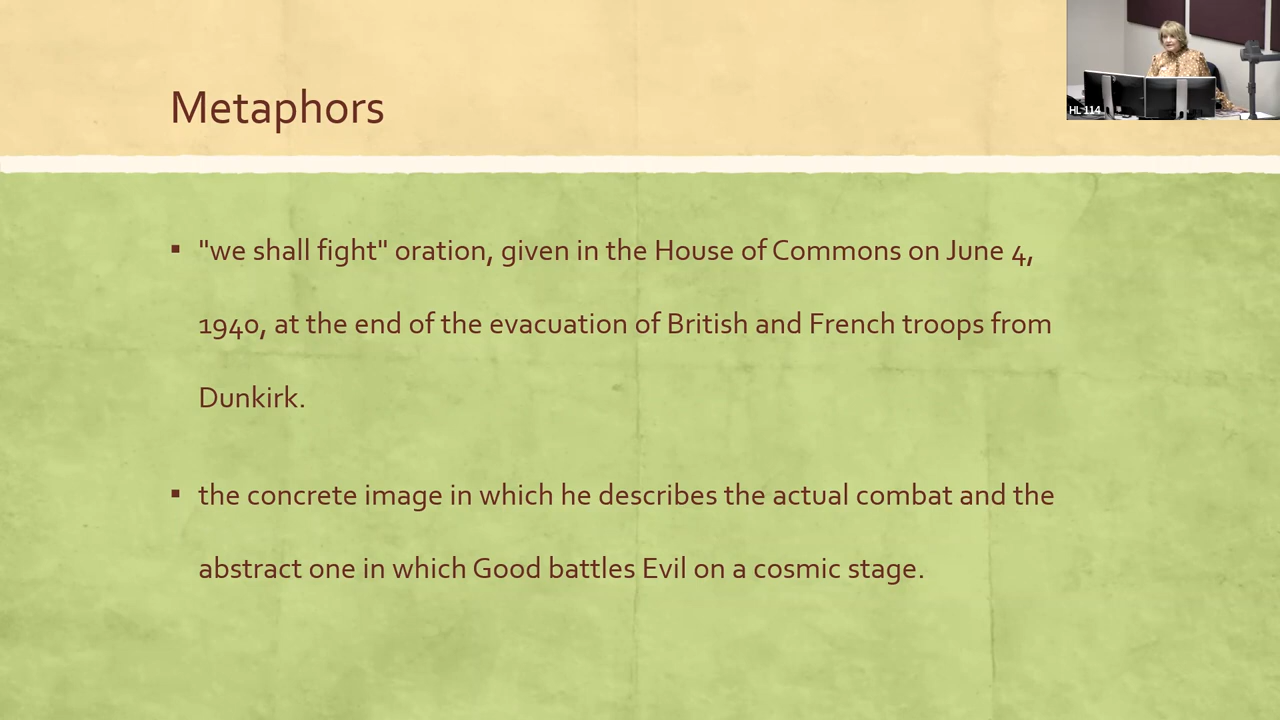 Metaphors
HL 114
▪ "we shall fight" oration, given in the House of Commons on June 4,
1940, at the end of the evacuation of British and French troops from
Dunkirk.
▪ the concrete image in which he describes the actual combat and the
abstract one in which Good battles Evil on a cosmic stage.